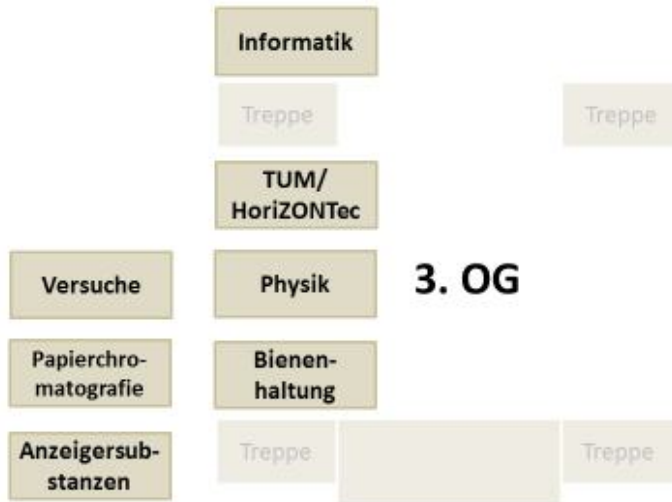 Informatik
Treppe
Treppe
TUM/
HoriZONTec
Versuche
Physik
3. OG
Papierchro-
matografie
Bienen-
haltung
Anzeigersub-
stanzen
Treppe
Treppe